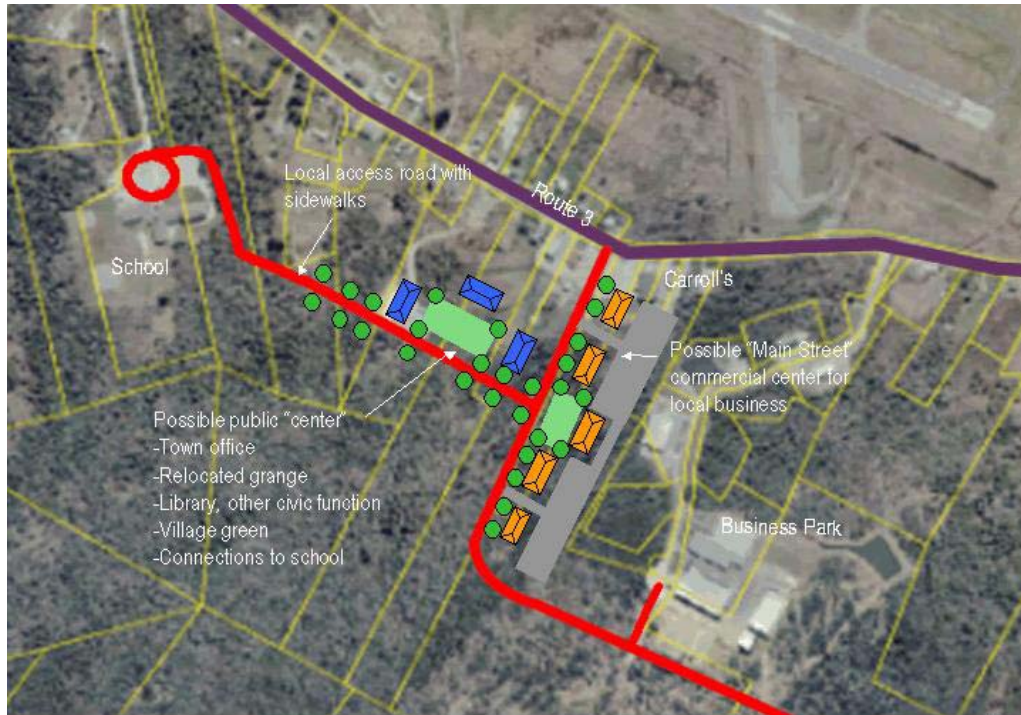 Local access road with
sidewalks
Route 3
School
Carroll's
Possible "Main Street"
commercial center for
local business
Possible public "center"
-Town office
-Relocated grange
-Library, other civic function
-Village green
-Connections to school
Business Park